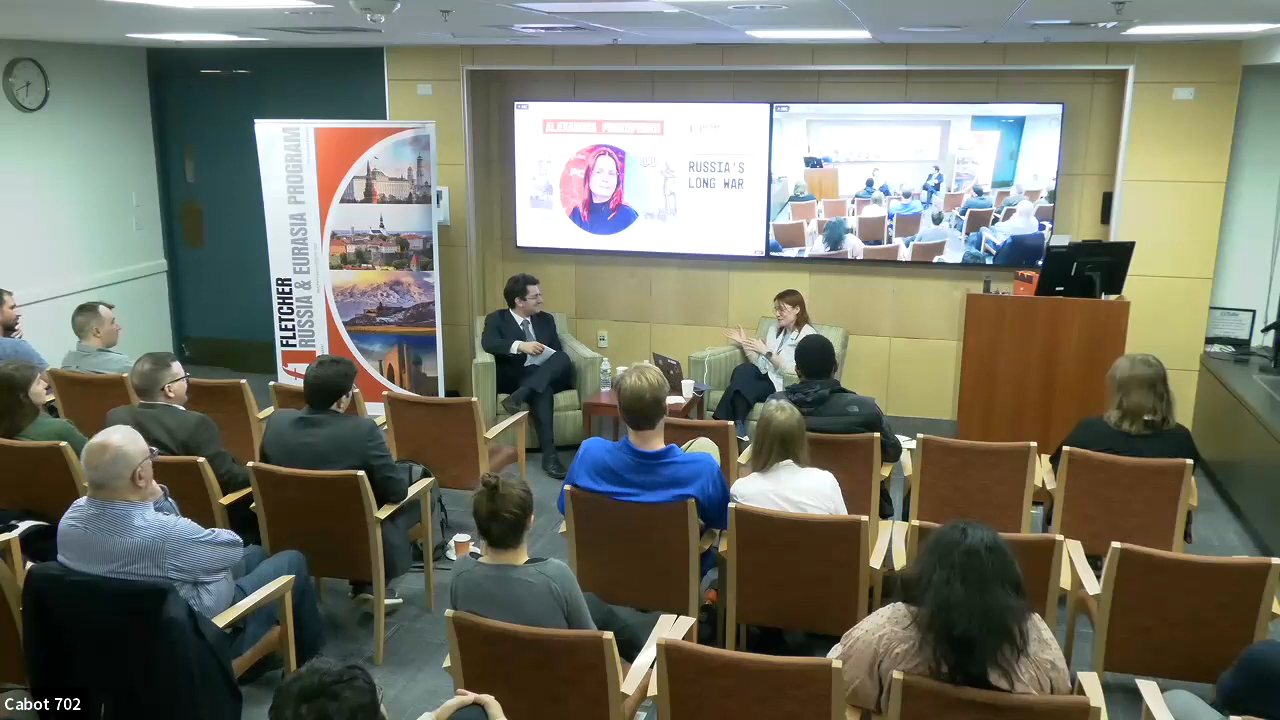 ALEXANDRA PROKOPENKO
RUSSIA'S
LONG WAR
FLETCHER
RUSSIA & EURASIA PROGRAM
Cabot 702